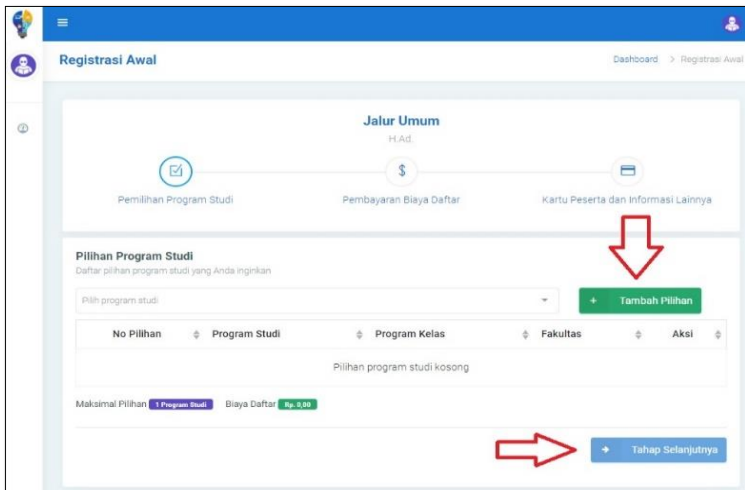 Registrasi Awal
Dashboard > Registrasi Awal
Jalur Umum
H.Ad.
Pemilihan Program Studi
Pembayaran Biaya Daftar
Kartu Peserta dan Informasi Lainnya
Pilihan Program Studi
Daftar pilihan program studi yang Anda inginkan
Pilih program studi
+ Tambah Pilihan
No Pilihan Program Studi Program Kelas Fakultas Aksi
Pilihan program studi kosong
Maksimal Pilihan 1 Program Studi Biaya Daftar Rp. 0,00
Tahap Selanjutnya